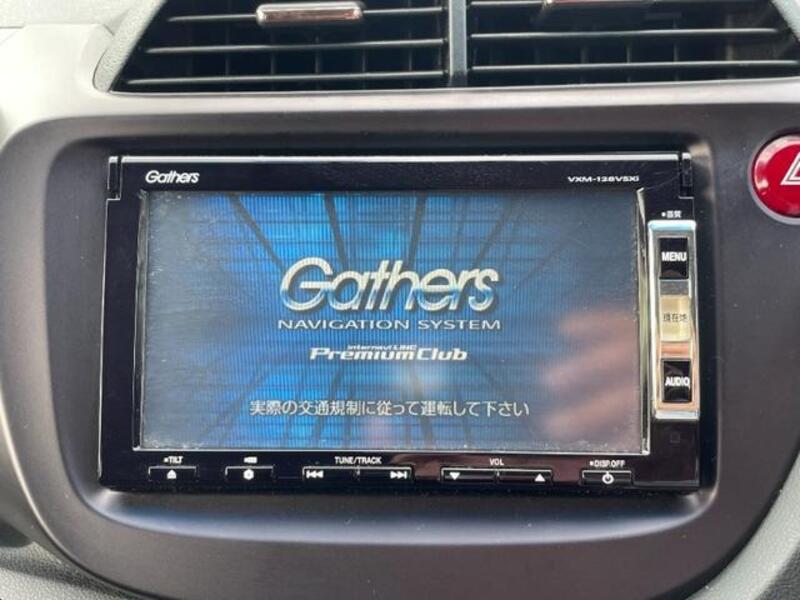 Gathers
VXM-128VSXi
画質
MENU
現在地
AUDIO
Gathers
NAVIGATION SYSTEM
internavi LINC
Premium Club
実際の交通規制に従って運転して下さい
TILT
TUNE/TRACK
VOL
DISP.OFF